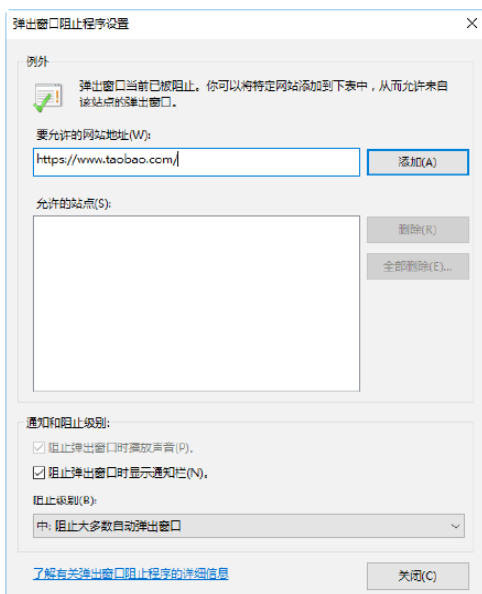 弹出窗口阻止程序设置
例外
弹出窗口当前已被阻止。你可以将特定网站添加到下表中，从而允许来自
该站点的弹出窗口。
要允许的网站地址(W):
https://www.taobao.com/
添加(A)
允许的站点(S):
删除(R)
全部删除(E)...
通知和阻止级别:
阻止弹出窗口时播放声音(P)。
阻止弹出窗口时显示通知栏(N)。
阻止级别(B):
中: 阻止大多数自动弹出窗口
了解有关弹出窗口阻止程序的详细信息
关闭(C)